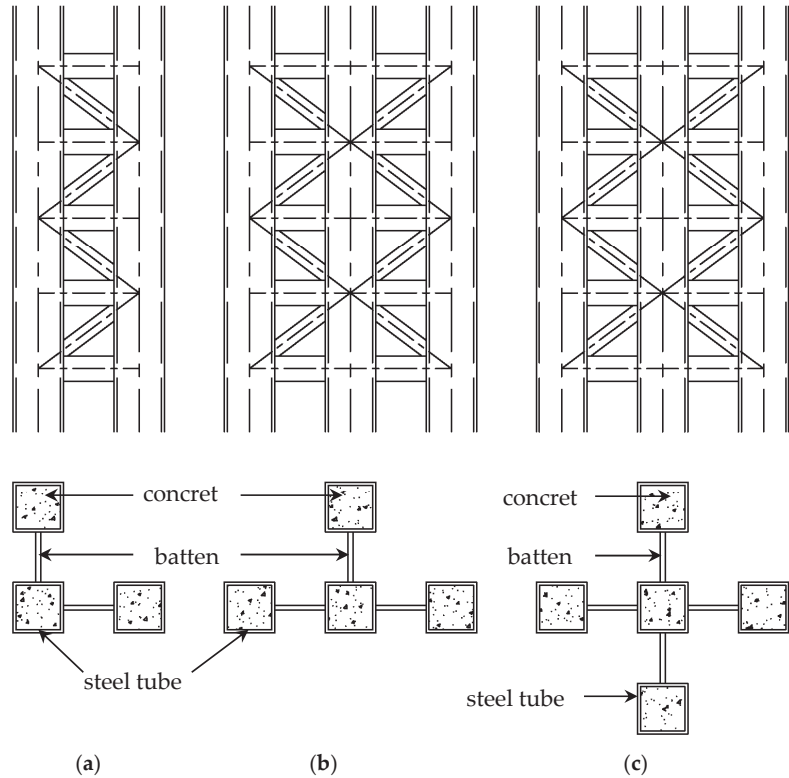 concret
concret
batten
batten
steel tube
steel tube
(a)
(b)
(c)